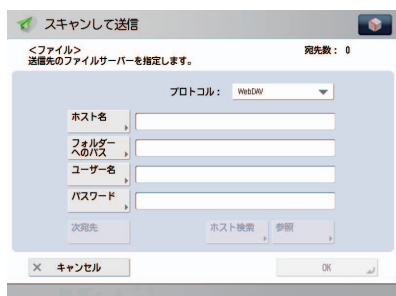 スキャンして送信
<ファイル> 宛先数: 0
送信先のファイルサーバーを指定します。
プロトコル: WebDAV
ホスト名
フォルダー
へのパス
ユーザー名
パスワード
次宛先 ホスト検索 参照
× キャンセル OK